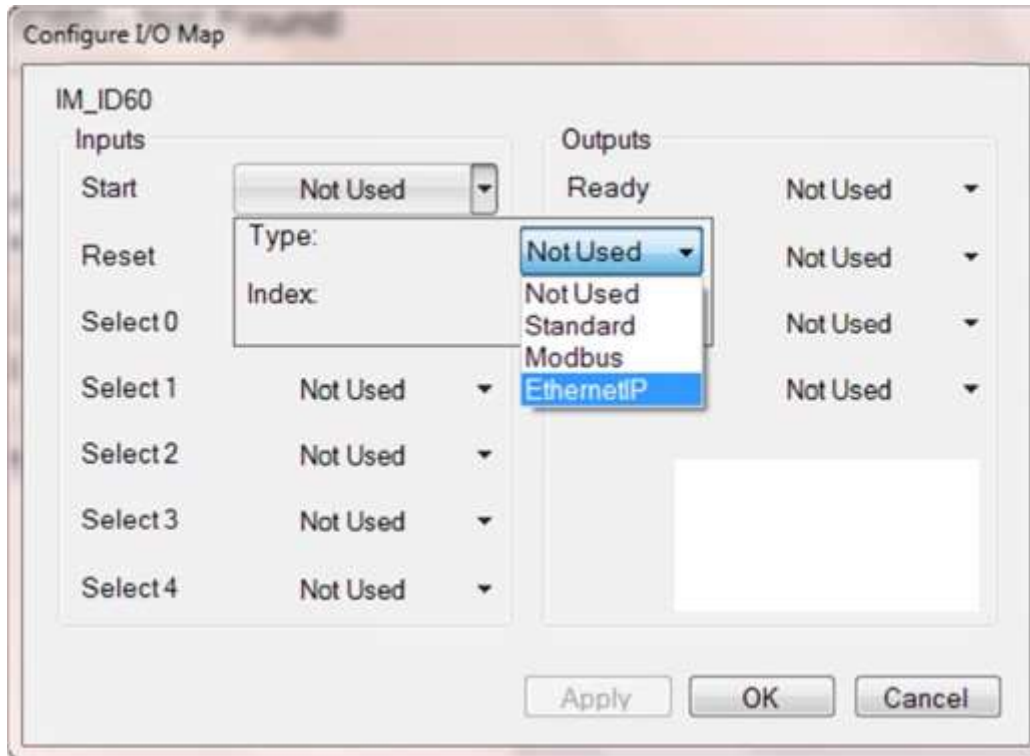 Configure I/O Map
IM_ID60
Inputs
Start Not Used
Reset
Select 0
Select 1 Not Used
Select 2 Not Used
Select 3 Not Used
Select 4 Not Used
Type:
Index:
Not Used
Not Used
Standard
Modbus
EthernetIP
Outputs
Ready Not Used
Not Used
Not Used
Not Used
Apply OK Cancel